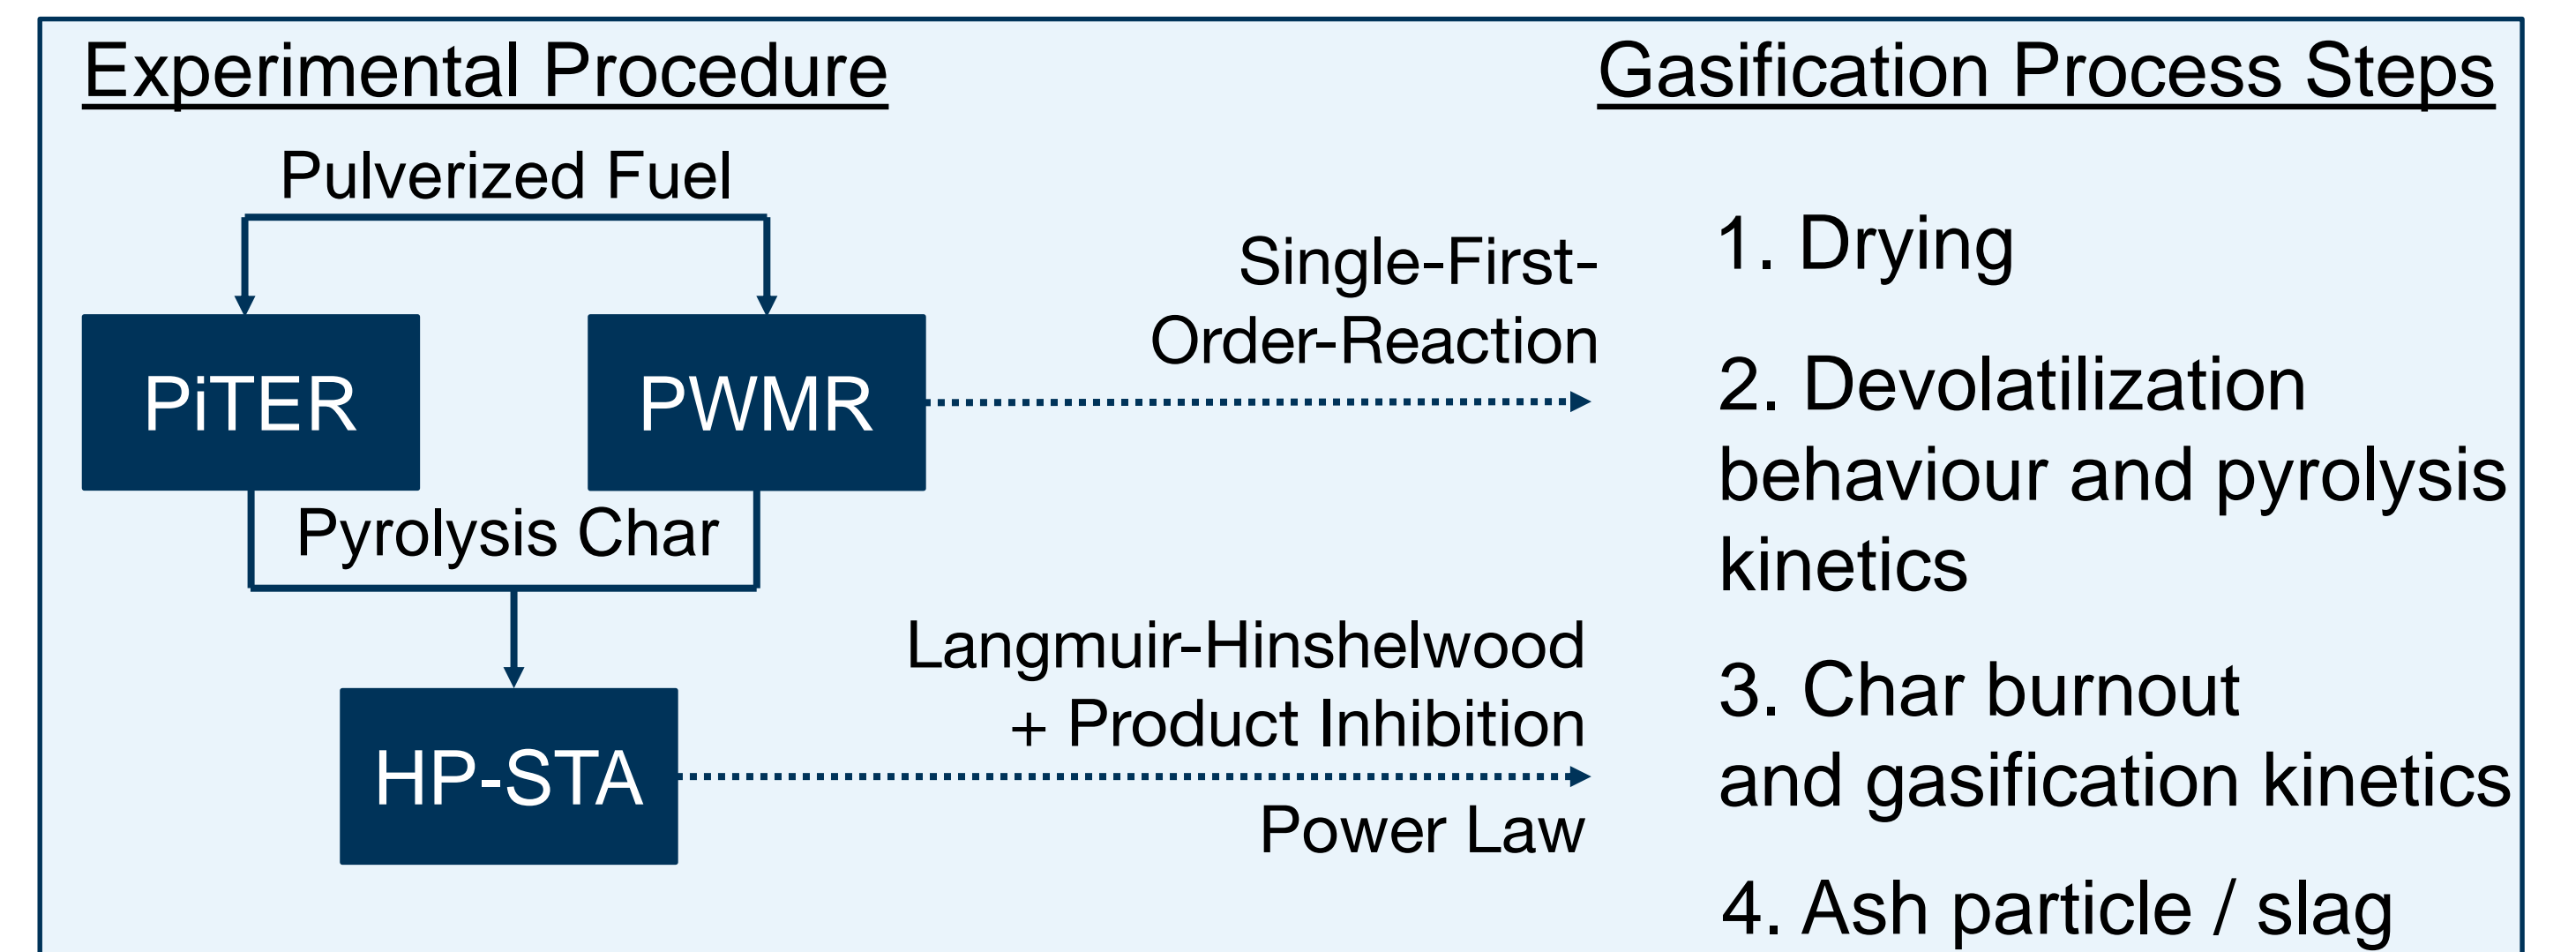 Experimental Procedure
Pulverized Fuel
PiTER
PWMR
Pyrolysis Char
HP-STA
Single-First-
Order-Reaction
Langmuir-Hinshelwood
+ Product Inhibition
Power Law
Gasification Process Steps
1. Drying
2. Devolatilization
behaviour and pyrolysis
kinetics
3. Char burnout
and gasification kinetics
4. Ash particle / slag